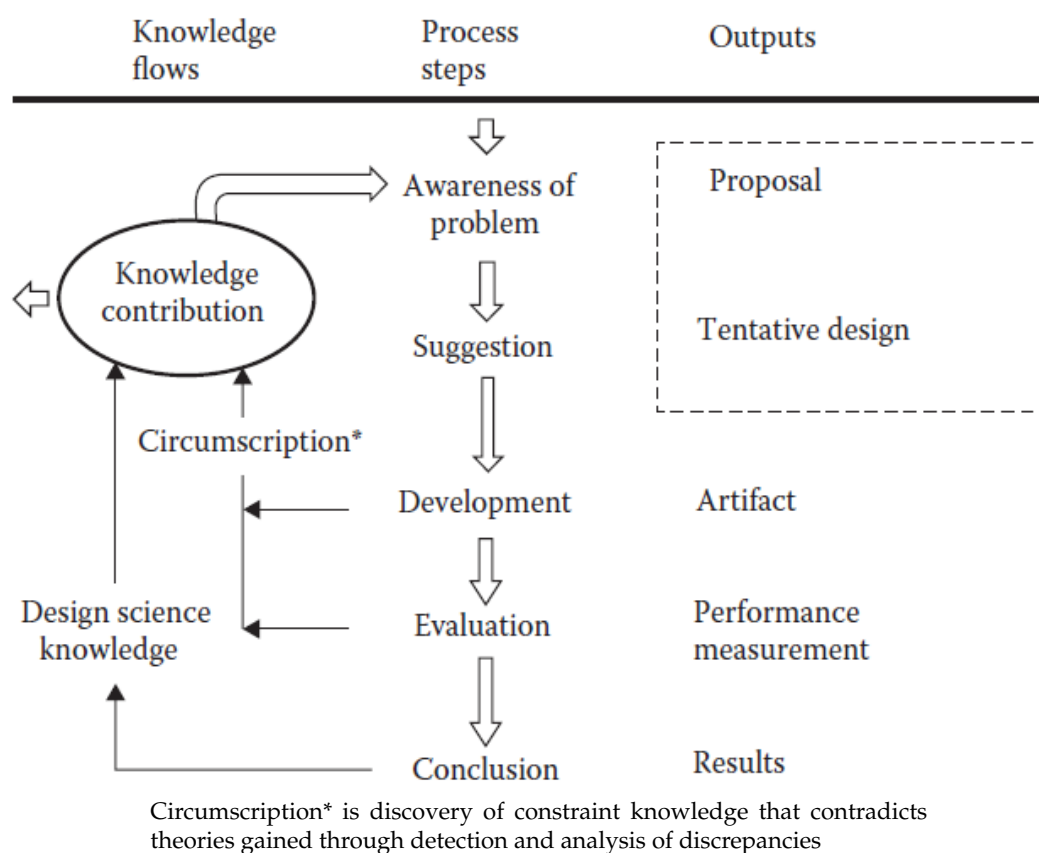 Knowledge
flows
Process
steps
Outputs
Awareness of
problem
Proposal
Knowledge
contribution
Suggestion
Tentative design
Circumscription*
Development
Artifact
Design science
knowledge
Evaluation
Performance
measurement
Conclusion
Results
Circumscription* is discovery of constraint knowledge that contradicts
theories gained through detection and analysis of discrepancies